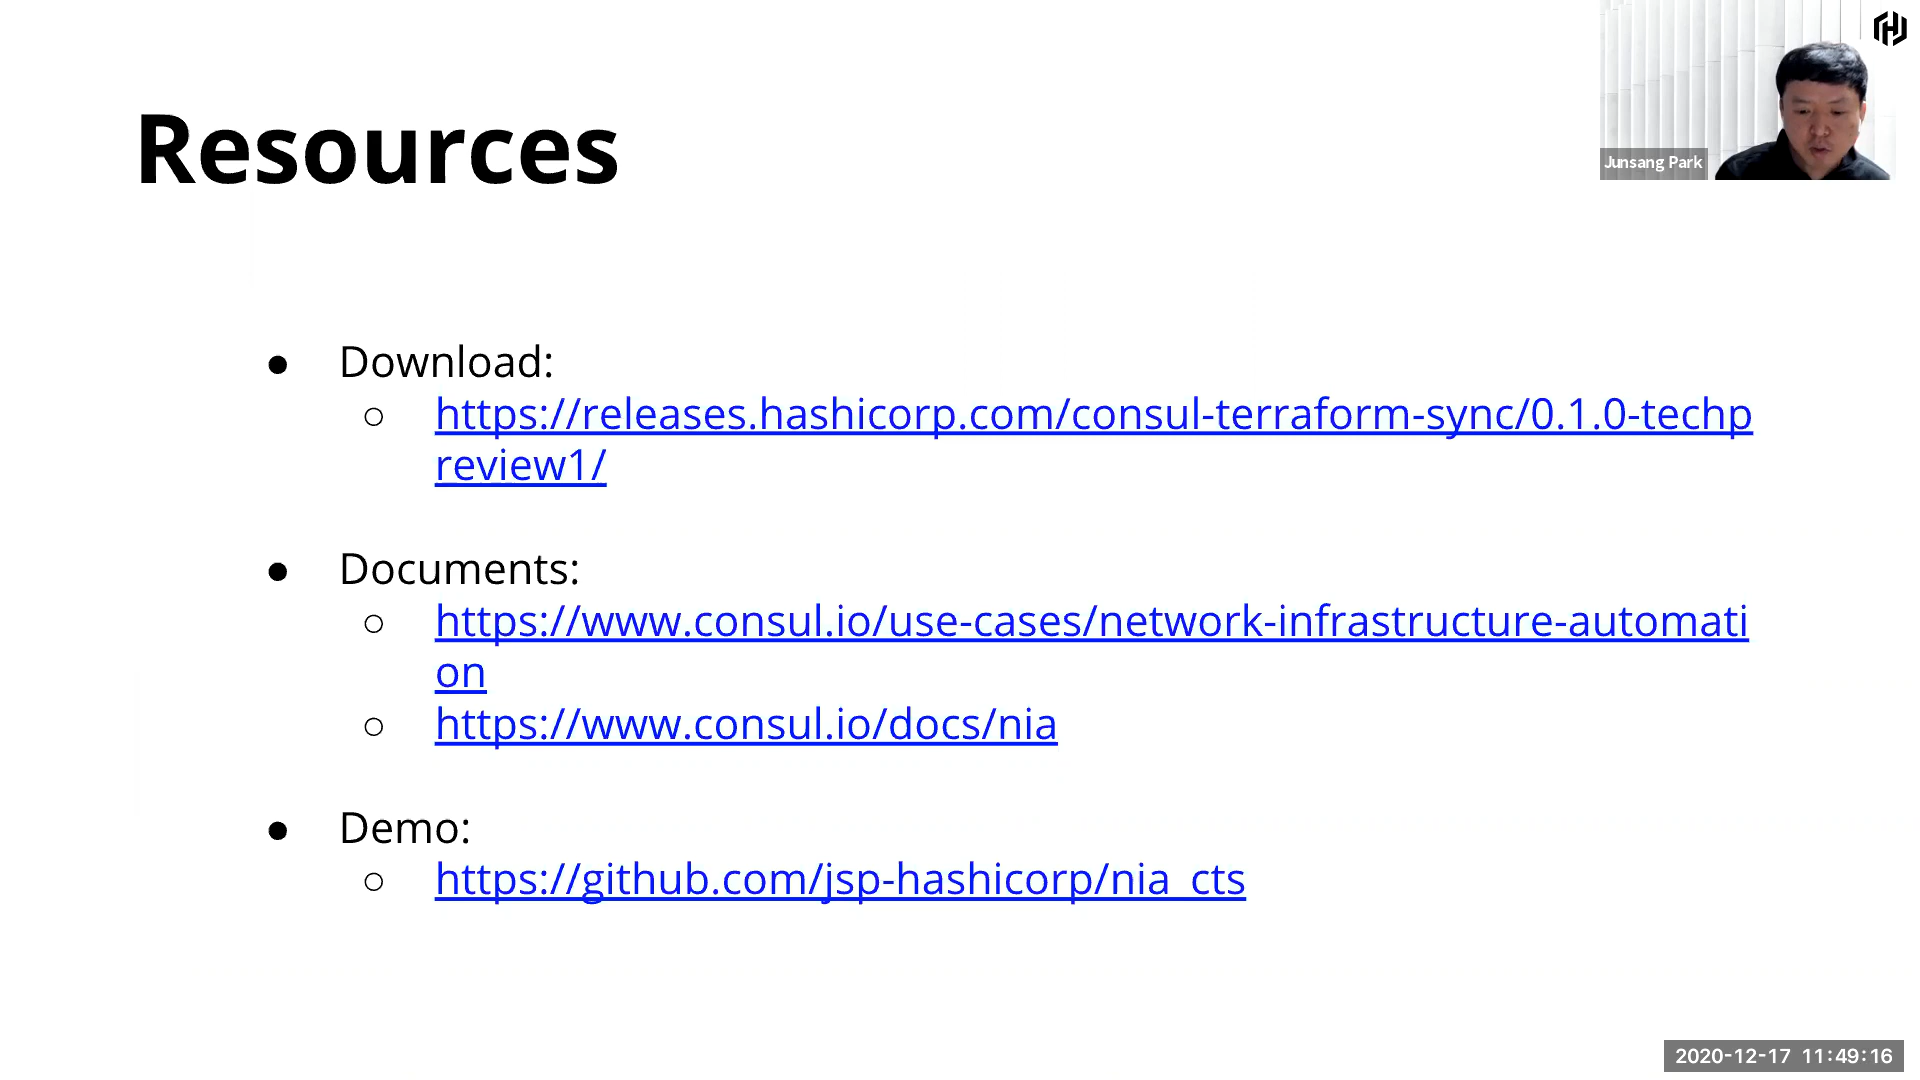 Resources
Junsang Park
● Download:
○ https://releases.hashicorp.com/consul-terraform-sync/0.1.0-techp
review1/
● Documents:
○ https://www.consul.io/use-cases/network-infrastructure-automati
on
○ https://www.consul.io/docs/nia
● Demo:
○ https://github.com/jsp-hashicorp/nia_cts
2020-12-17 11:49:16